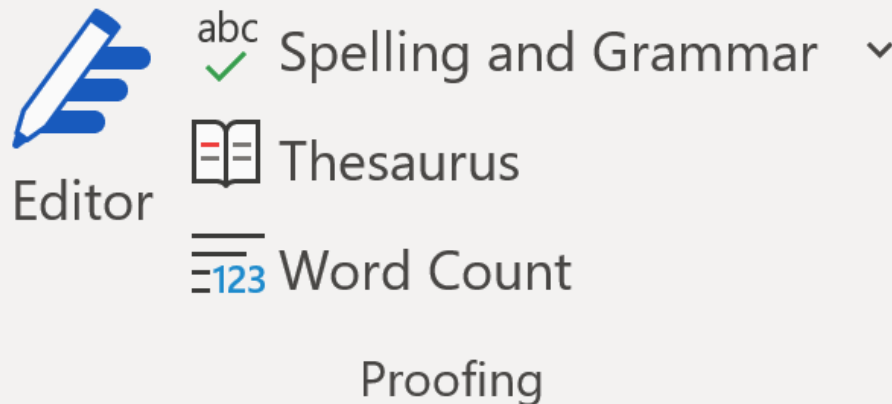 abc
Spelling and Grammar
Thesaurus
Editor
123
Word Count
Proofing